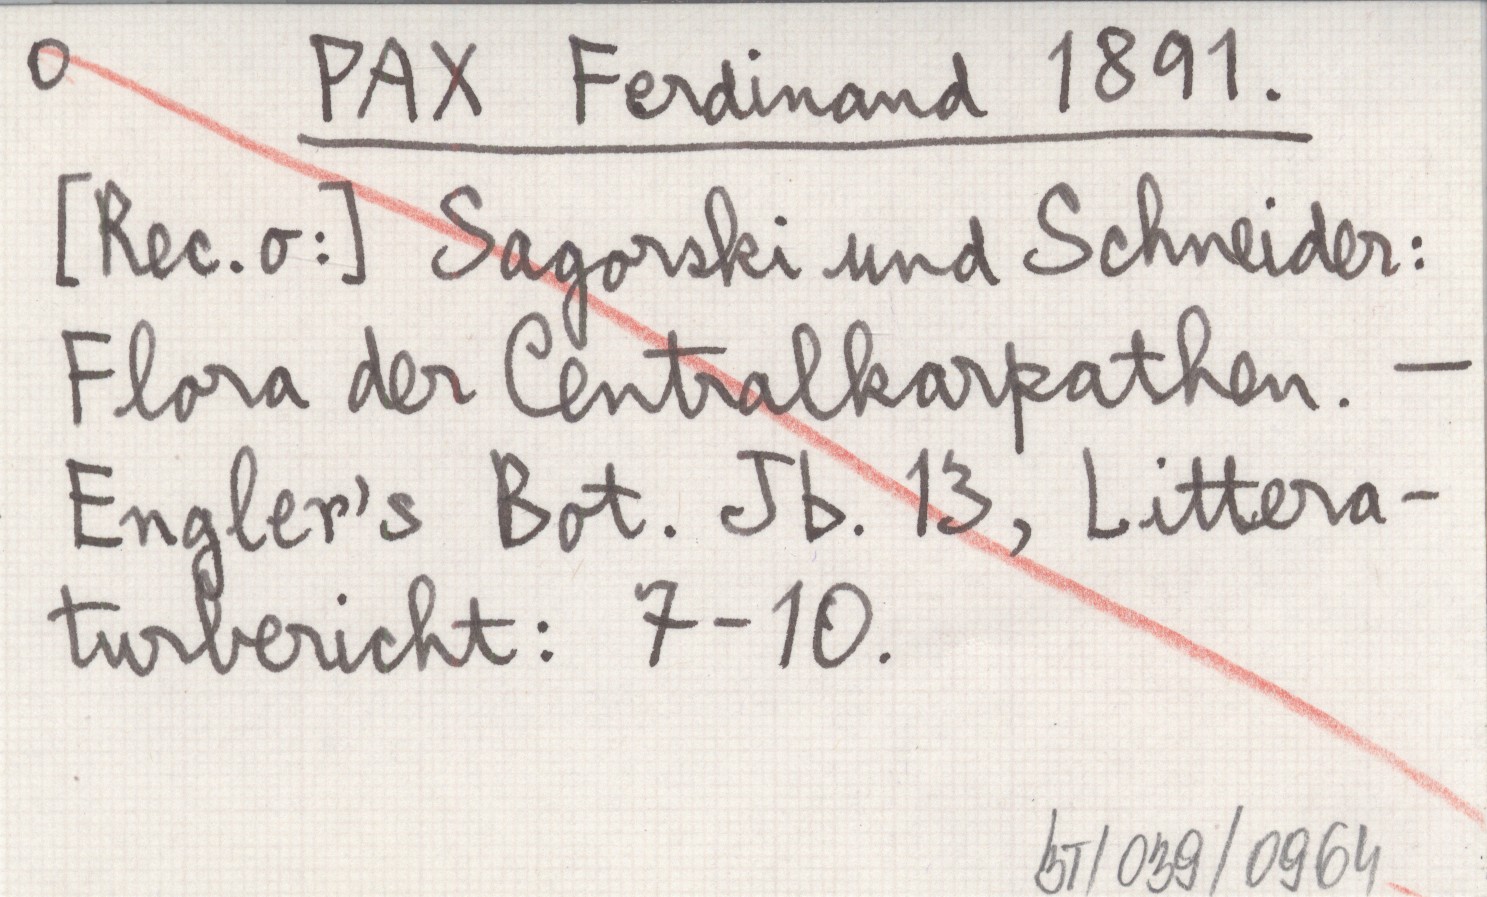 o PAX Ferdinand 1891.
[Rec. o:] Sagorski und Schneider:
Flora der Centralkarpathen. —
Engler's Bot. Jb. 13, Littera-
turbericht: 7-10.
BT/039/0964